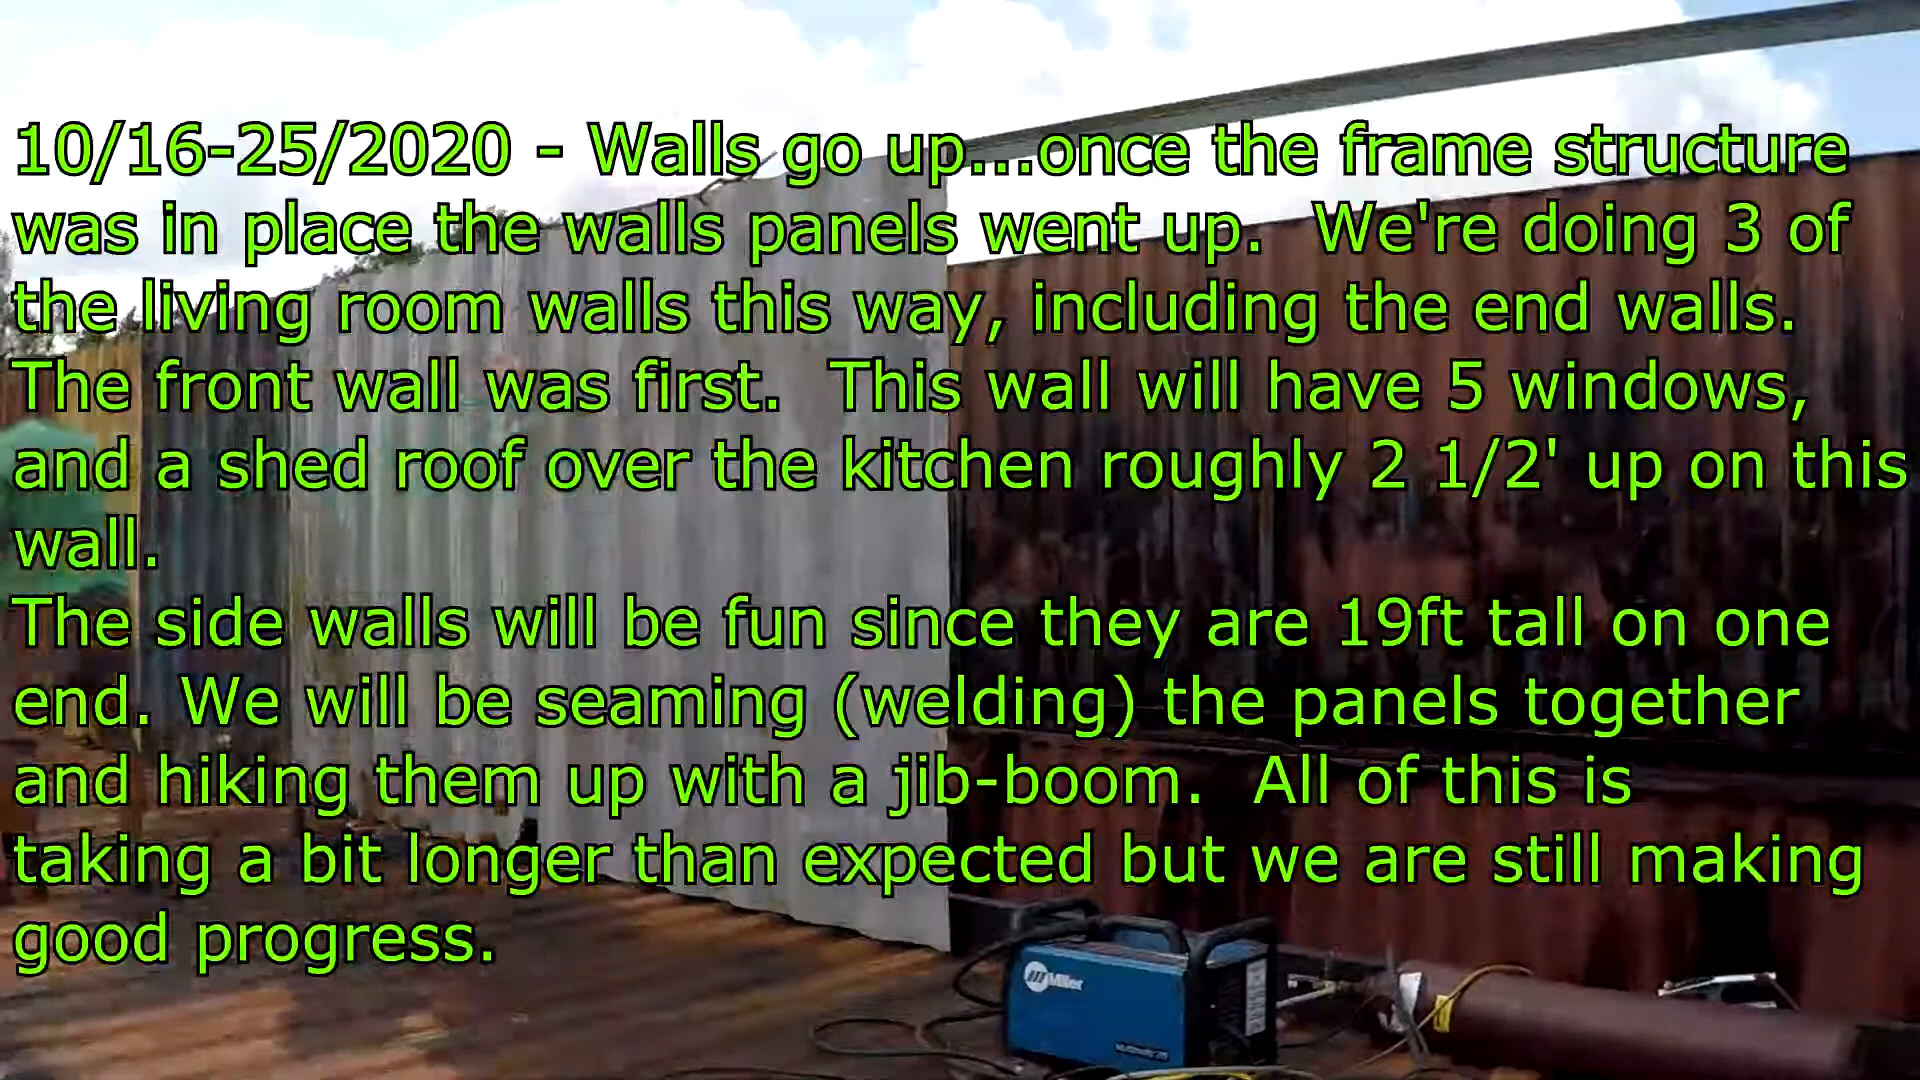 10/16-25/2020 - Walls go up...once the frame structure
was in place the walls panels went up.  We're doing 3 of
the living room walls this way, including the end walls.
The front wall was first.  This wall will have 5 windows,
and a shed roof over the kitchen roughly 2 1/2' up on this
wall.
The side walls will be fun since they are 19ft tall on one
end. We will be seaming (welding) the panels together
and hiking them up with a jib-boom.  All of this is
taking a bit longer than expected but we are still making
good progress.
Miller